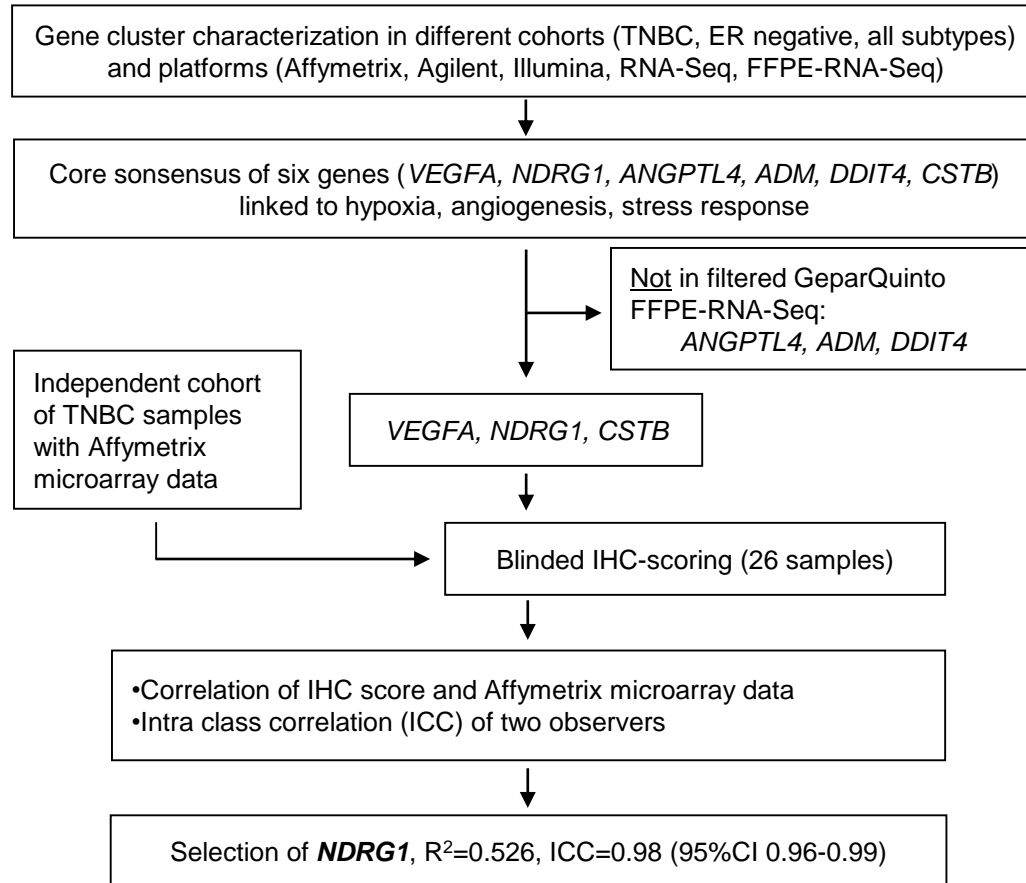 Gene cluster characterization in different cohorts (TNBC, ER negative, all subtypes)
and platforms (Affymetrix, Agilent, Illumina, RNA-Seq, FFPE-RNA-Seq)
Core sonsensus of six genes (VEGFA, NDRG1, ANGPTL4, ADM, DDIT4, CSTB)
linked to hypoxia, angiogenesis, stress response
Not in filtered GeparQuinto
FFPE-RNA-Seq:
ANGPTL4, ADM, DDIT4
Independent cohort
of TNBC samples
with Affymetrix
microarray data
VEGFA, NDRG1, CSTB
Blinded IHC-scoring (26 samples)
•Correlation of IHC score and Affymetrix microarray data
•Intra class correlation (ICC) of two observers
Selection of NDRG1, R²=0.526, ICC=0.98 (95%CI 0.96-0.99)